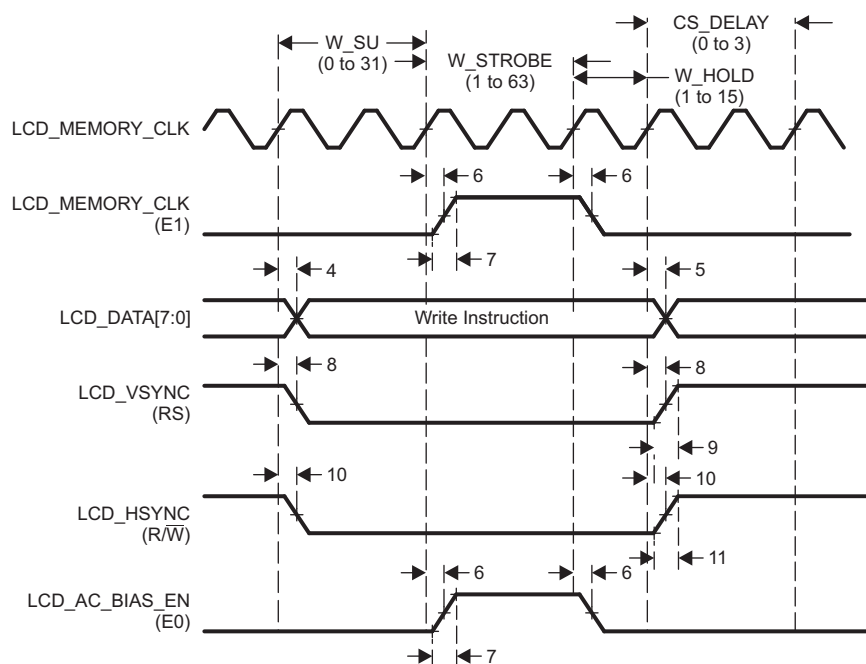 CS_DELAY
(0 to 3)
W_SU
(0 to 31)
W_STROBE
(1 to 63)
W_HOLD
(1 to 15)
LCD_MEMORY_CLK
LCD_MEMORY_CLK
(E1)
6
6
7
LCD_DATA[7:0]
4
5
Write Instruction
LCD_VSYNC
(RS)
8
8
9
LCD_HSYNC
(R/W̅)
10
10
11
LCD_AC_BIAS_EN
(E0)
6
6
7